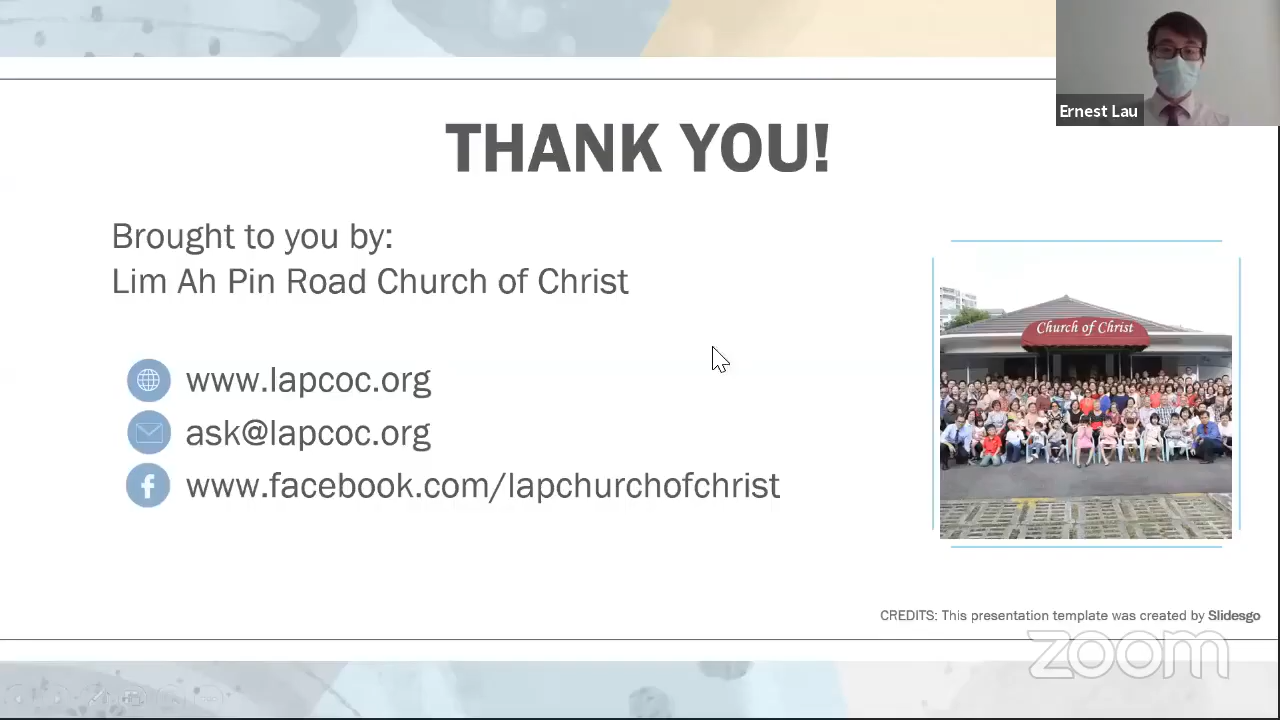 Ernest Lau
THANK YOU!
Brought to you by:
Lim Ah Pin Road Church of Christ
www.lapcoc.org
ask@lapcoc.org
www.facebook.com/lapchurchofchrist
Church of Christ
CREDITS: This presentation template was created by Slidesgo
zoom